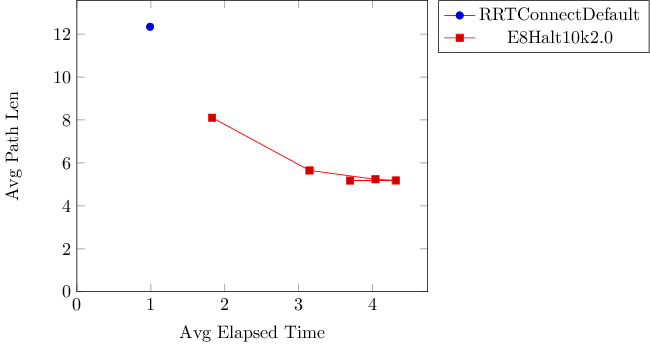 RRTConnectDefault
E8Halt10k2.0
12
10
8
6
4
2
0
0 1 2 3 4
Avg Path Len
Avg Elapsed Time